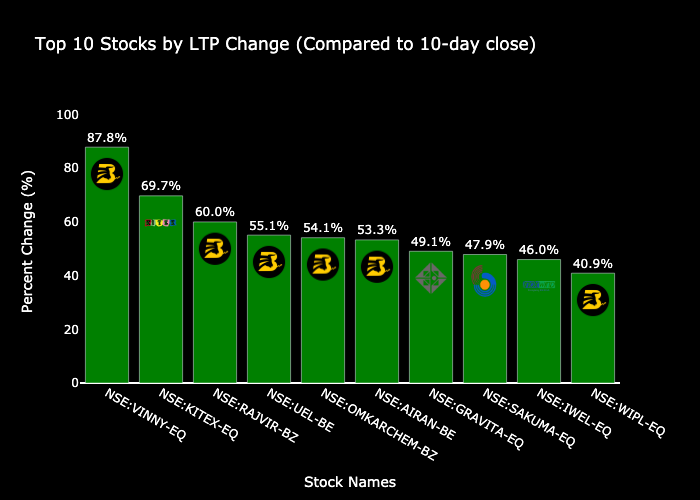 Top 10 Stocks by LTP Change (Compared to 10-day close)
Percent Change (%)
100
80
60
40
20
0
87.8%
69.7%
60.0%
55.1%
54.1%
53.3%
49.1%
47.9%
46.0%
40.9%
NSE:VINNY-EQ
NSE:KITEX-EQ
NSE:RAJVIR-BZ
NSE:UEL-BE
NSE:OMKARCHEM-BZ
NSE:AIRAN-BE
NSE:GRAVITA-EQ
NSE:SAKUMA-EQ
NSE:IWEL-EQ
NSE:WIPL-EQ
Stock Names